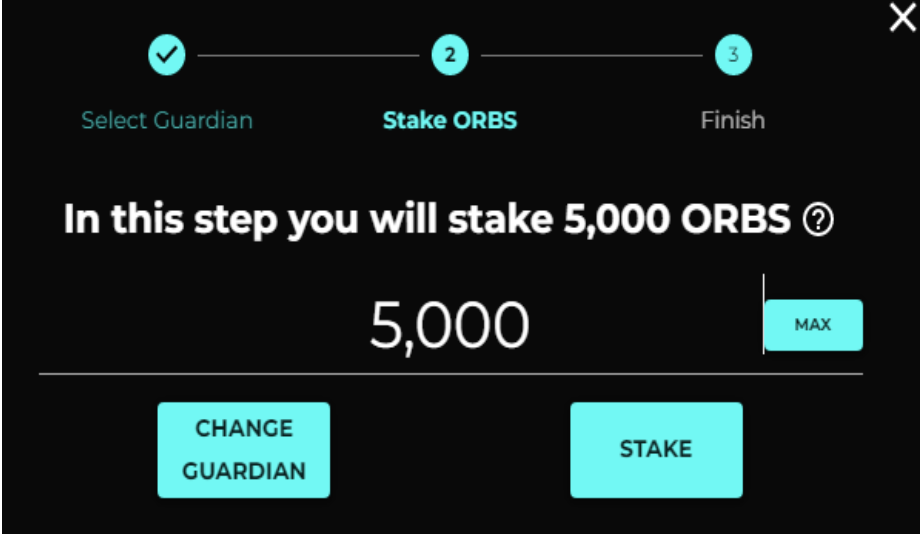 2
3
Select Guardian
Stake ORBS
Finish
In this step you will stake 5,000 ORBS ?
5,000
MAX
CHANGE
GUARDIAN
STAKE